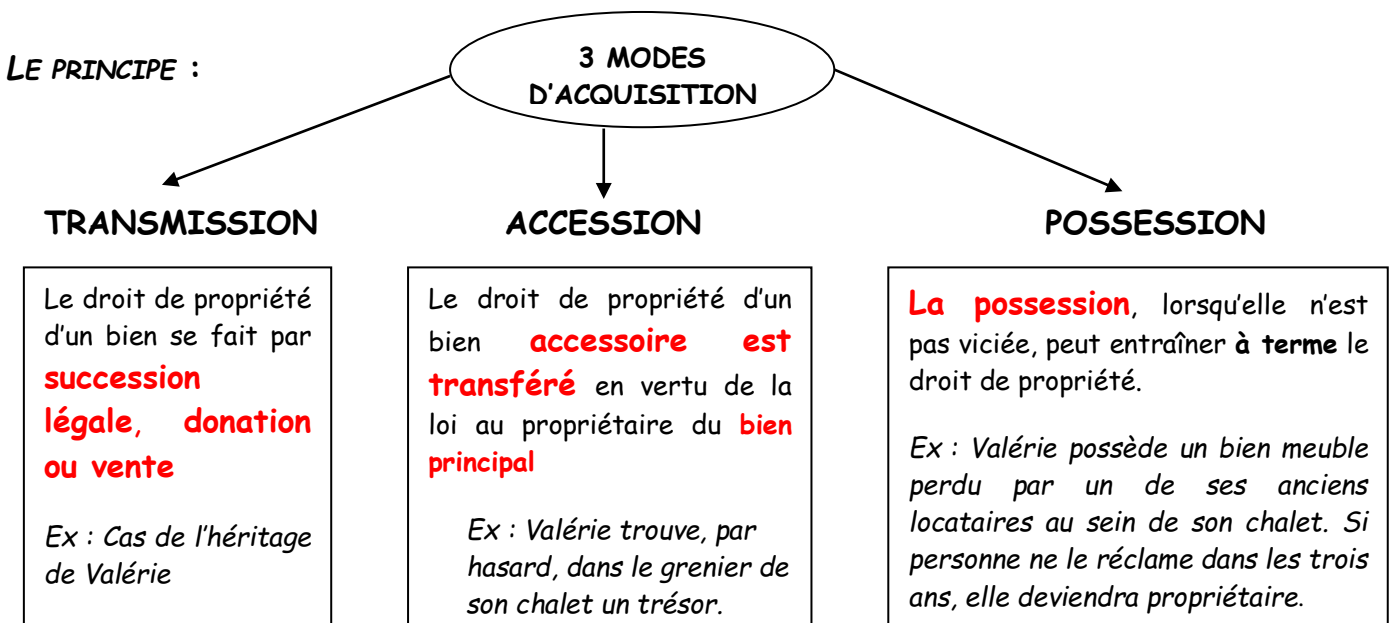 3 MODES
D'ACQUISITION
LE PRINCIPE :
TRANSMISSION
Le droit de propriété
d'un bien se fait par
succession
légale, donation
ou vente
Ex : Cas de l'héritage
de Valérie
ACCESSION
Le droit de propriété d'un
bien accessoire est
transféré en vertu de la
loi au propriétaire du bien
principal
Ex : Valérie trouve, par
hasard, dans le grenier de
son chalet un trésor.
POSSESSION
La possession, lorsqu'elle n'est
pas viciée, peut entraîner à terme le
droit de propriété.
Ex : Valérie possède un bien meuble
perdu par un de ses anciens
locataires au sein de son chalet. Si
personne ne le réclame dans les trois
ans, elle deviendra propriétaire.